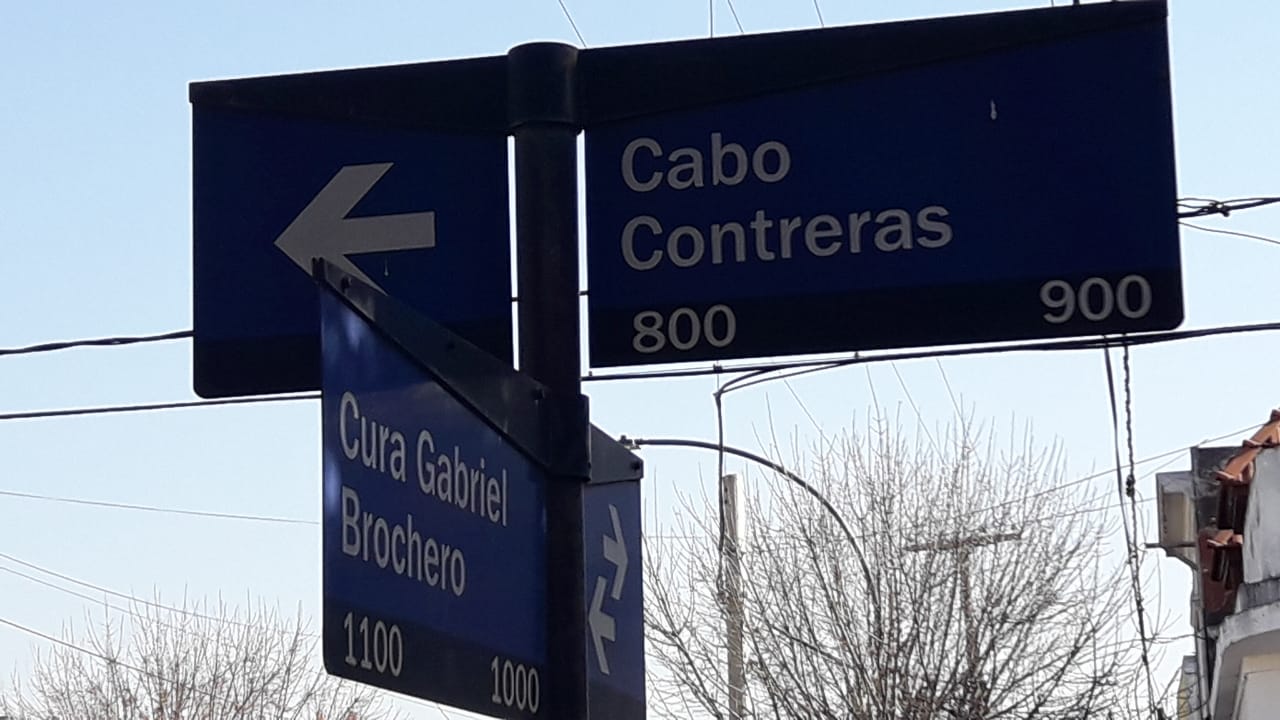 Cabo
Contreras
800 900
Cura Gabriel
Brochero
1100 1000